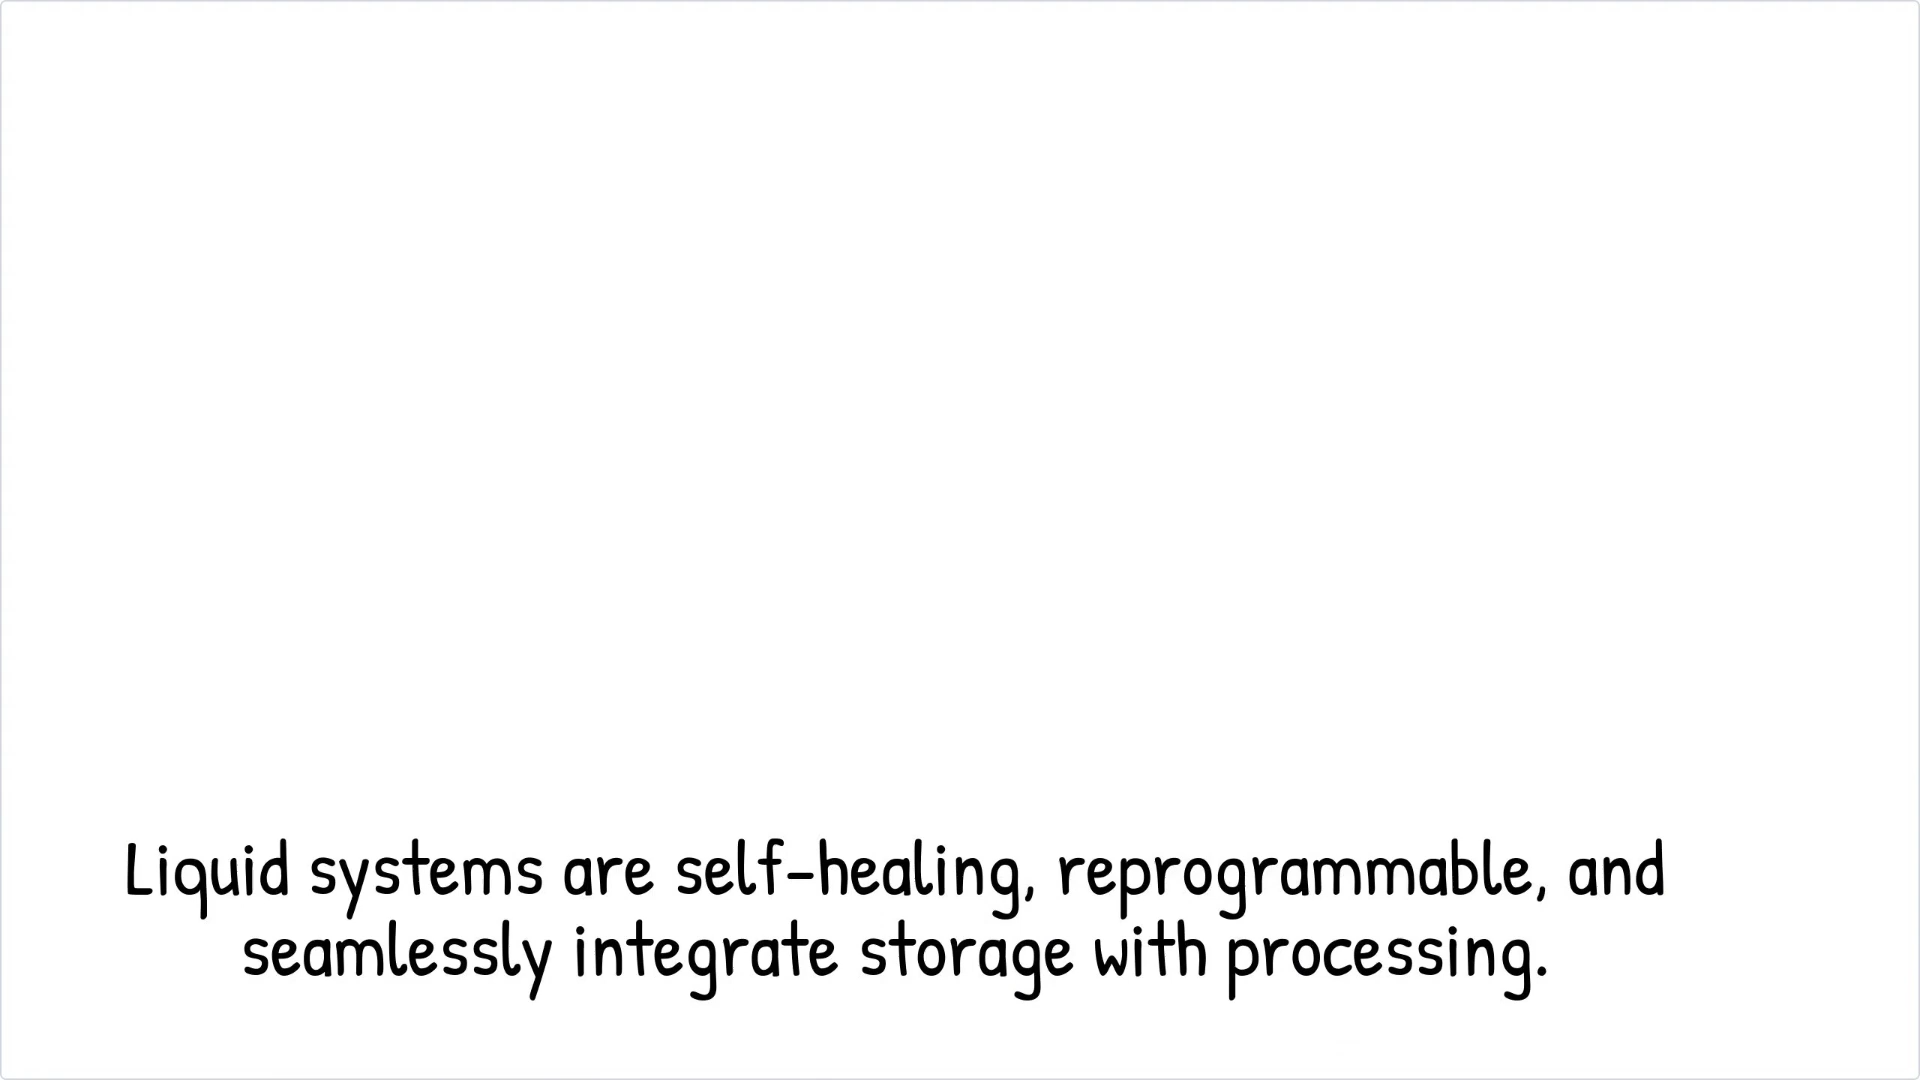 Liquid systems are self-healing, reprogrammable, and
seamlessly integrate storage with processing.